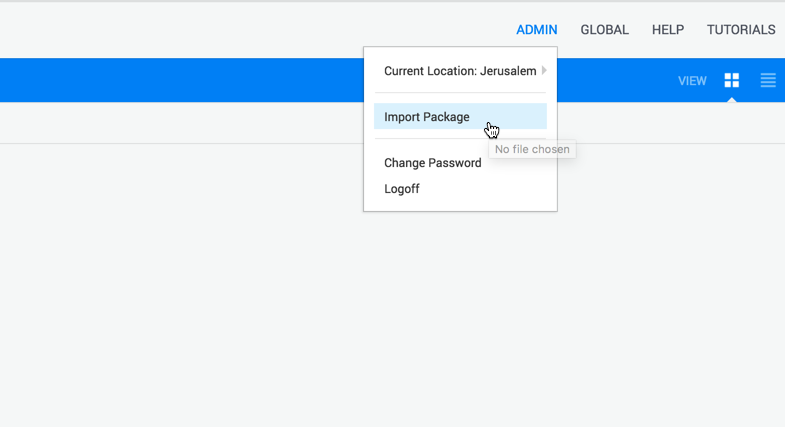 ADMIN GLOBAL HELP TUTORIALS
Current Location: Jerusalem
VIEW
Import Package
No file chosen
Change Password
Logoff